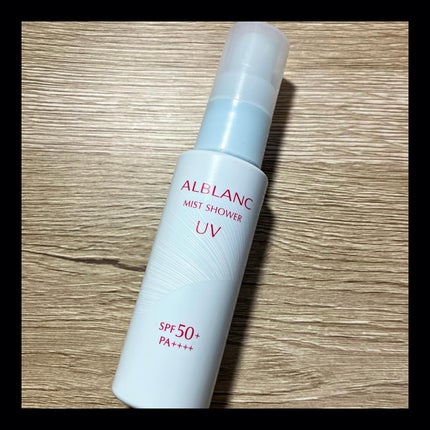 ALBLANC
MIST SHOWER
UV
SPF50+
PA++++